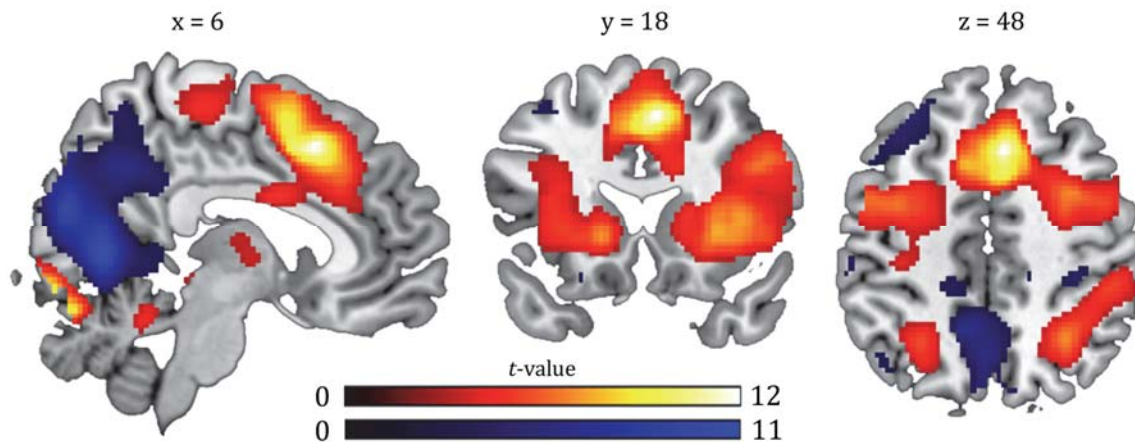 x = 6
y = 18
z = 48
t-value
0 12
0 11